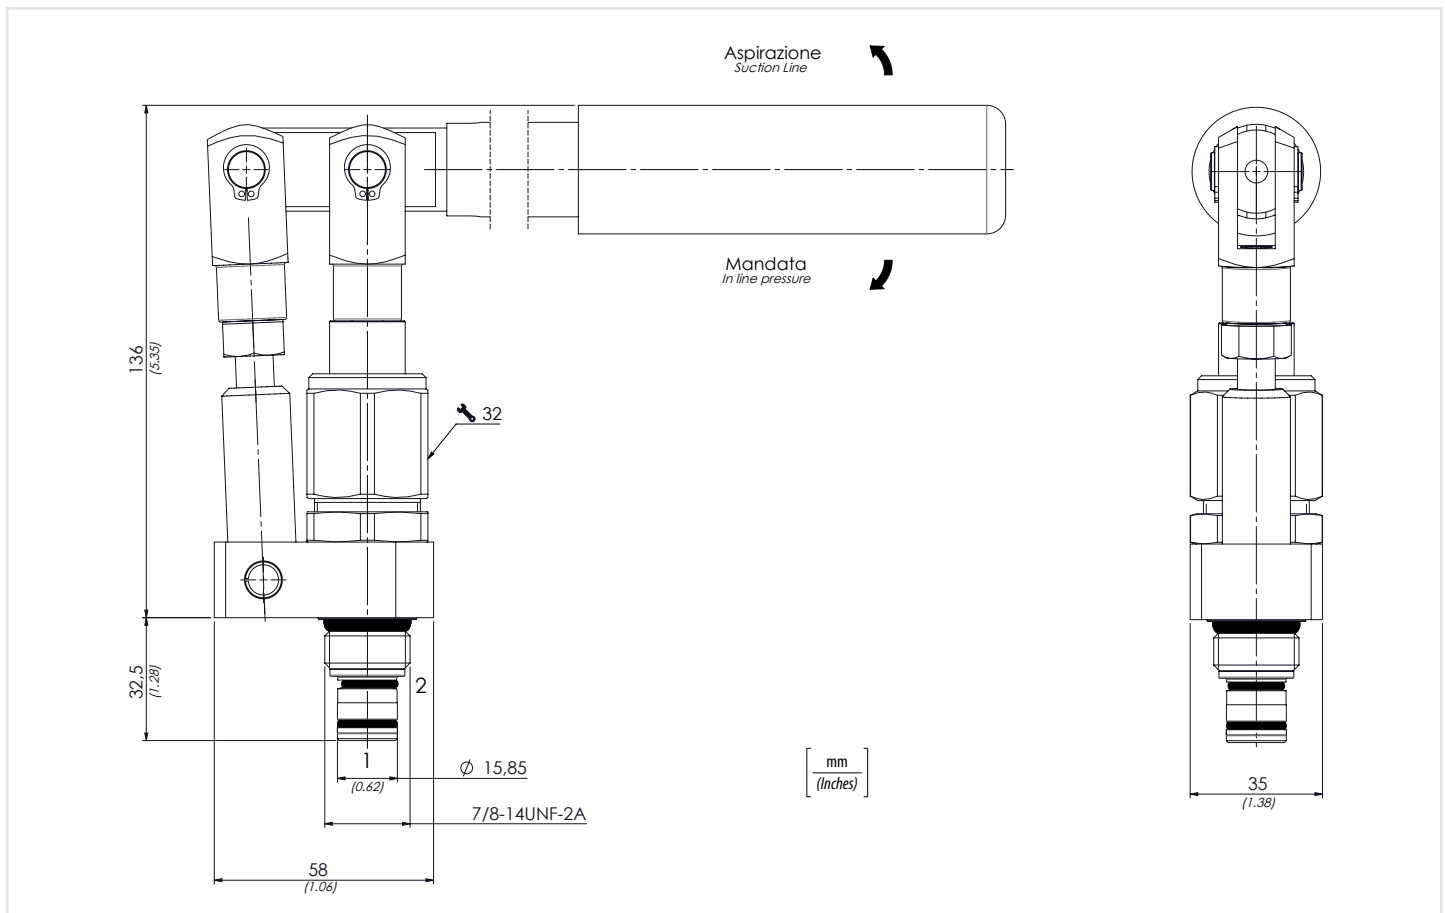 Aspirazione
Suction Line
Mandata
In line pressure
136
(5.35)
32
32,5
(1.28)
2
1
Ø 15,85
(0.62)
7/8-14UNF-2A
58
(1.06)
mm
(Inches)
35
(1.38)